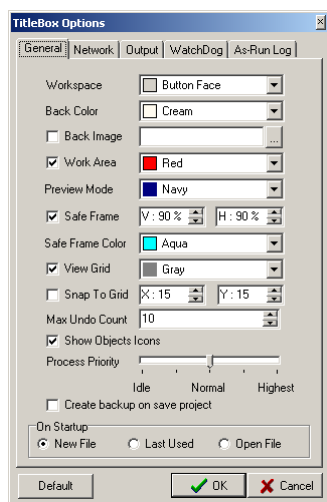 TitleBox Options
General Network Output WatchDog As-Run Log
Workspace Button Face
Back Color Cream
Back Image ...
Work Area Red
Preview Mode Navy
Safe Frame V : 90 % H : 90 %
Safe Frame Color Aqua
View Grid Gray
Snap To Grid X : 15 Y : 15
Max Undo Count 10
Show Objects Icons
Process Priority
Idle Normal Highest
Create backup on save project
On Startup
New File Last Used Open File
Default OK Cancel